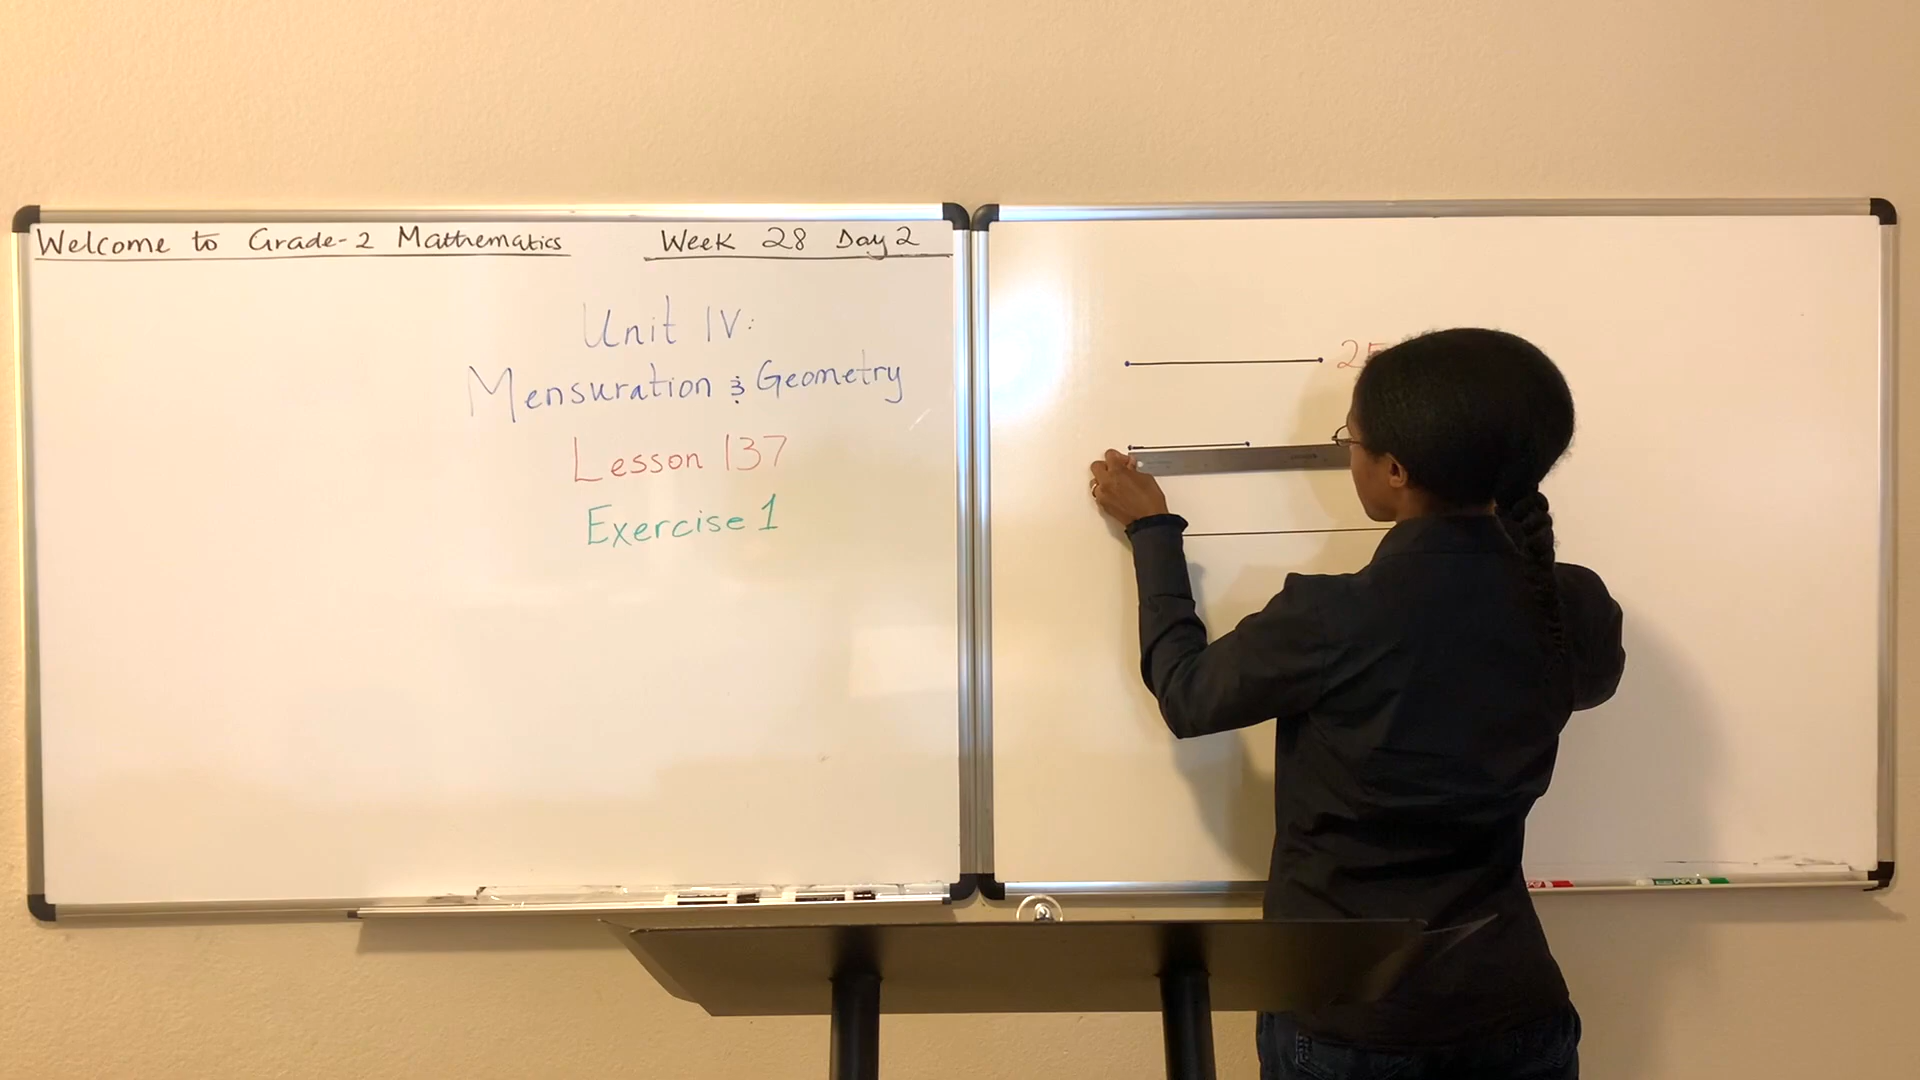 Welcome to Grade-2 Mathematics
Week 28 Day 2
Unit IV:
Mensuration & Geometry
Lesson 137
Exercise 1